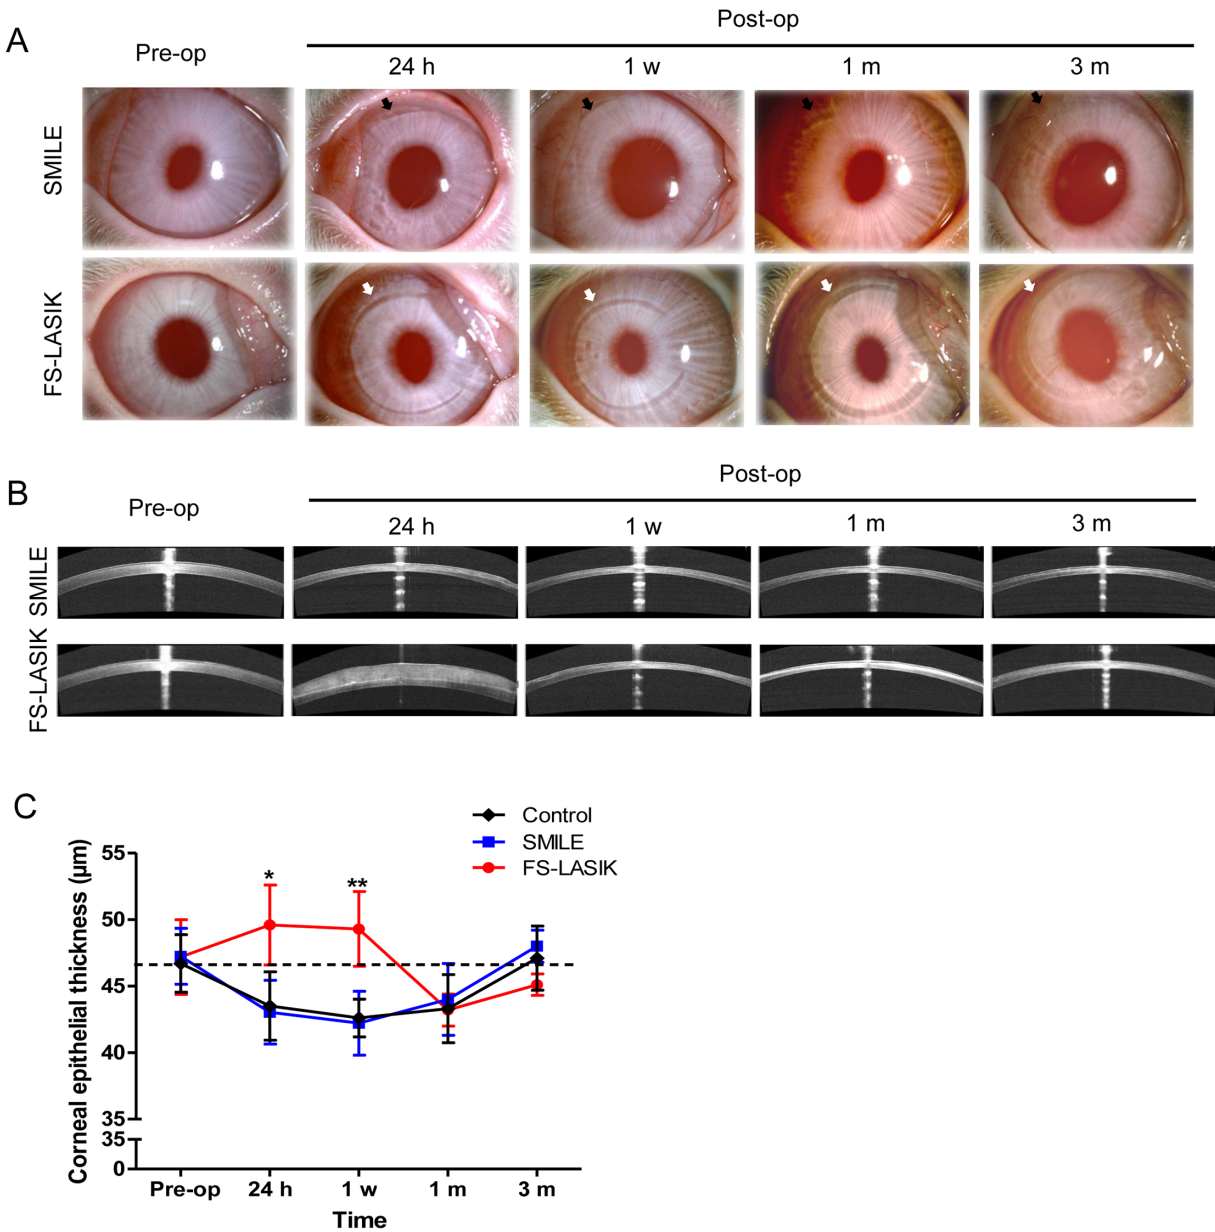 A
Post-op
Pre-op
24 h
1 w
1 m
3 m
SMILE
FS-LASIK
B
Post-op
Pre-op
24 h
1 w
1 m
3 m
SMILE
FS-LASIK
C
Control
SMILE
FS-LASIK
Corneal epithelial thickness (µm)
55
50
45
40
35
35
0
*
**
Pre-op 24 h 1 w 1 m 3 m
Time